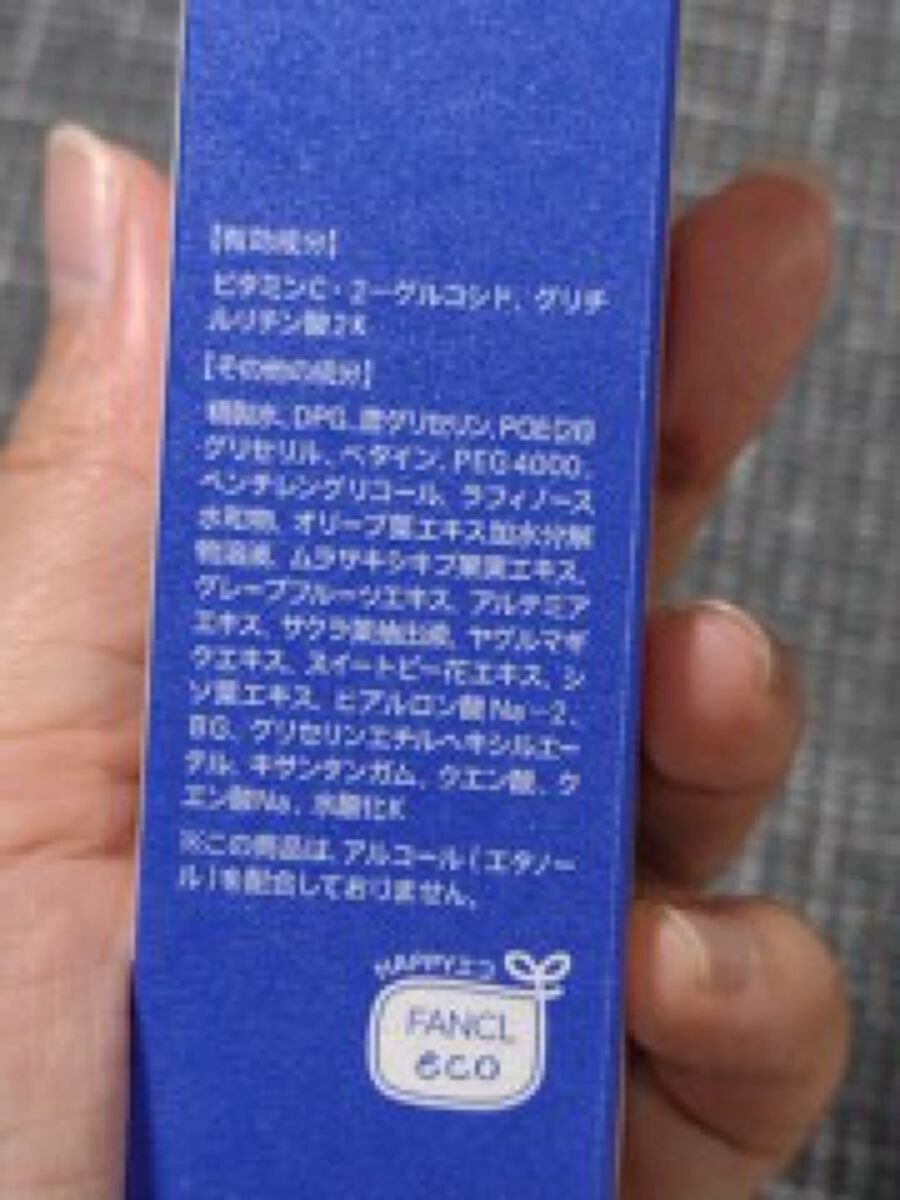 【有効成分】
ビタミンC・2-グルコシド、グリチ
ルリチン酸2K
【その他の成分】
精製水、DPG、濃グリセリン、POE(20)
グリセリル、ベタイン、PEG4000、
ペンチレングリコール、ラフィノース
水和物、オリーブ葉エキス加水分解
物溶液、ムラサキシキブ果実エキス、
グレープフルーツエキス、アルテミア
エキス、サクラ葉抽出液、ヤグルマギ
クエキス、スイートピー花エキス、シ
ソ葉エキス、ヒアルロン酸Na-2、
BG、グリセリンエチルヘキシルエー
テル、キサンタンガム、クエン酸、ク
エン酸Na、水酸化K
※この商品は、アルコール(エタノー
ル)を配合しておりません。
HAPPYエコ
FANCL
eco